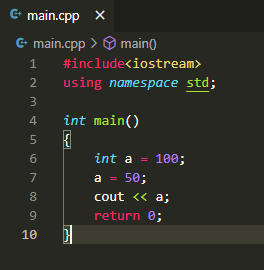 main.cpp
main.cpp > main()
1 #include<iostream>
2 using namespace std;
3
4 int main()
5 {
6     int a = 100;
7     a = 50;
8     cout << a;
9     return 0;
10 }